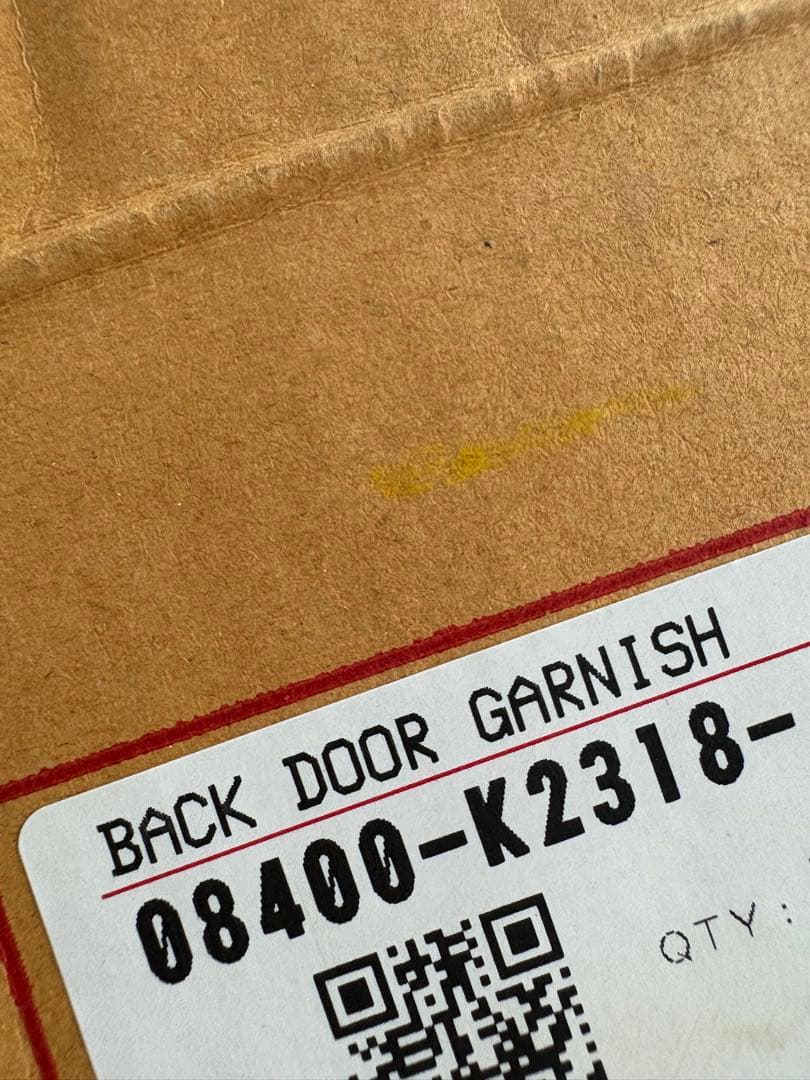 BACK DOOR GARNISH
08400-K2318-
QTY: